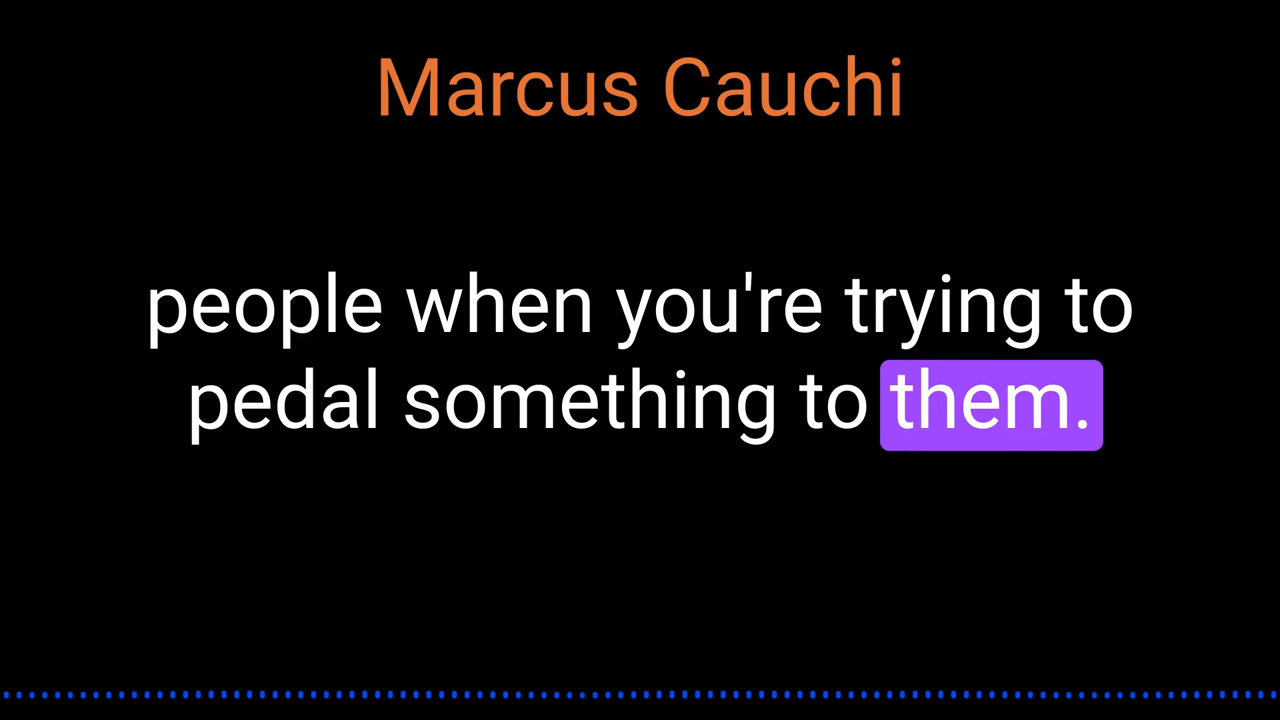 Marcus Cauchi
people when you're trying to
pedal something to them.